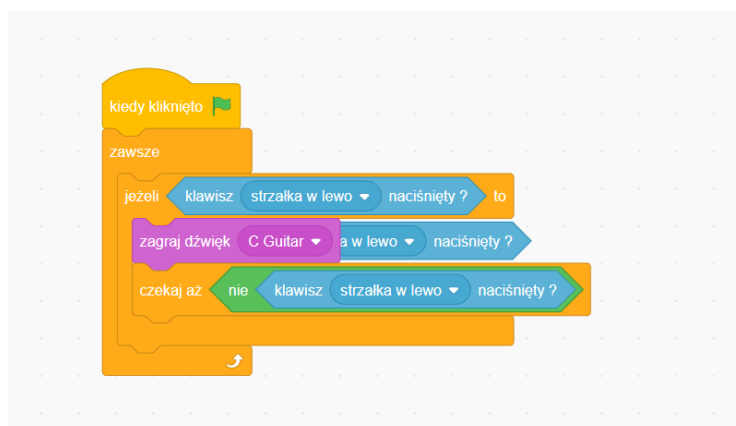 kiedy kliknięto
zawsze
jeżeli klawisz strzałka w lewo naciśnięty ? to
zagraj dźwięk C Guitar a w lewo naciśnięty ?
czekaj aż nie klawisz strzałka w lewo naciśnięty ?